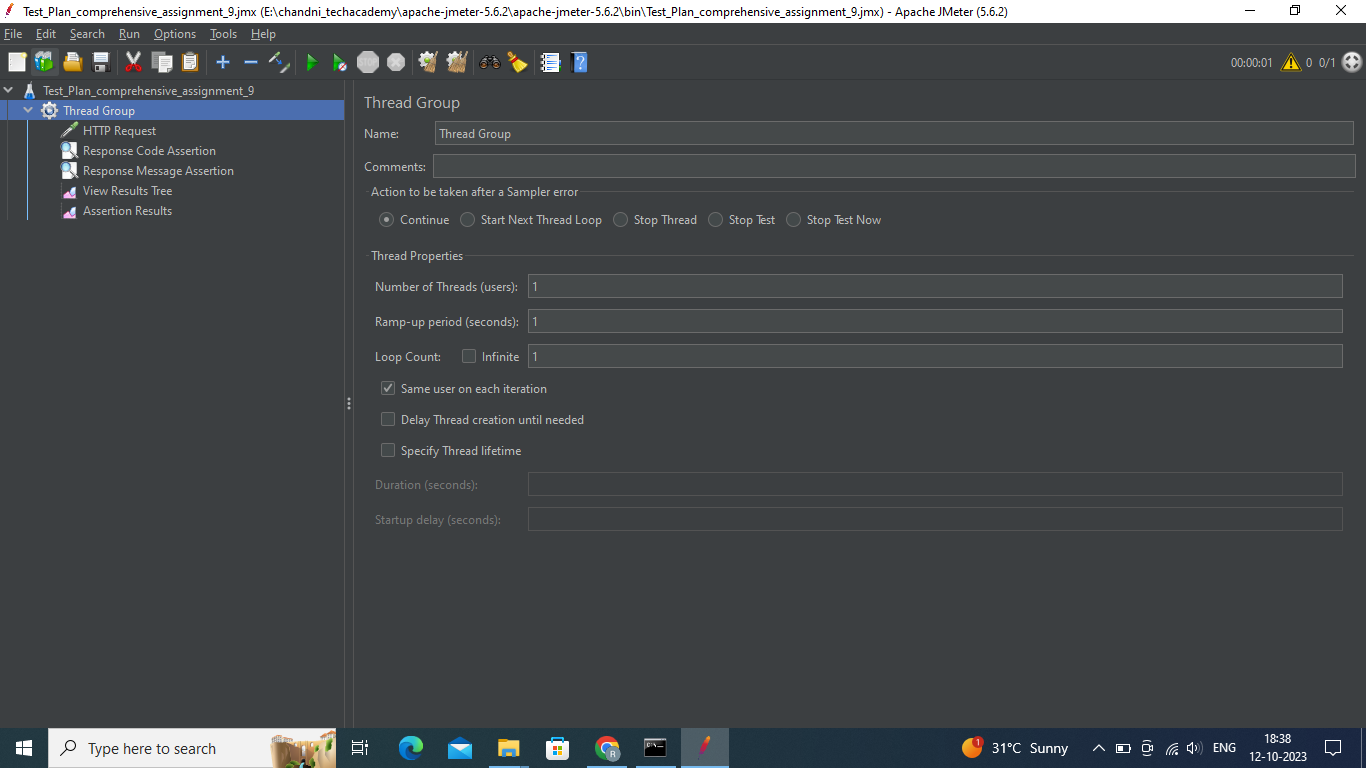 Test_Plan_comprehensive_assignment_9.jmx (E:\chandni_techacademy\apache-jmeter-5.6.2\apache-jmeter-5.6.2\bin\Test_Plan_comprehensive_assignment_9.jmx) - Apache JMeter (5.6.2)
File Edit Search Run Options Tools Help
STOP 00:00:01 0 0/1
Test_Plan_comprehensive_assignment_9
Thread Group
HTTP Request
Response Code Assertion
Response Message Assertion
View Results Tree
Assertion Results
Thread Group
Name: Thread Group
Comments:
Action to be taken after a Sampler error
Continue Start Next Thread Loop Stop Thread Stop Test Stop Test Now
Thread Properties
Number of Threads (users): 1
Ramp-up period (seconds): 1
Loop Count: Infinite 1
Same user on each iteration
Delay Thread creation until needed
Specify Thread lifetime
Duration (seconds):
Startup delay (seconds):
Type here to search
R
1
31°C Sunny
ENG
18:38
12-10-2023